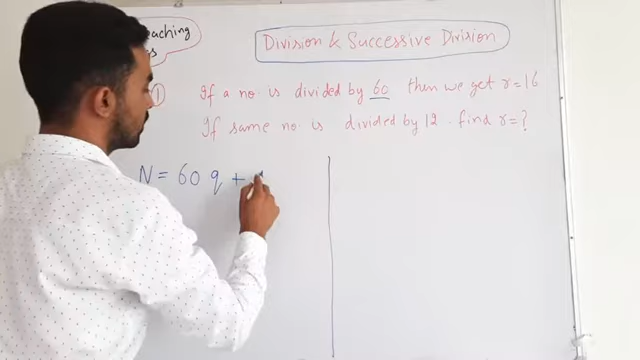 eaching
Division & Successive Division
1 If a no. is divided by 60 then we get r=16
If same no. is divided by 12. find r=?
N = 60 q +